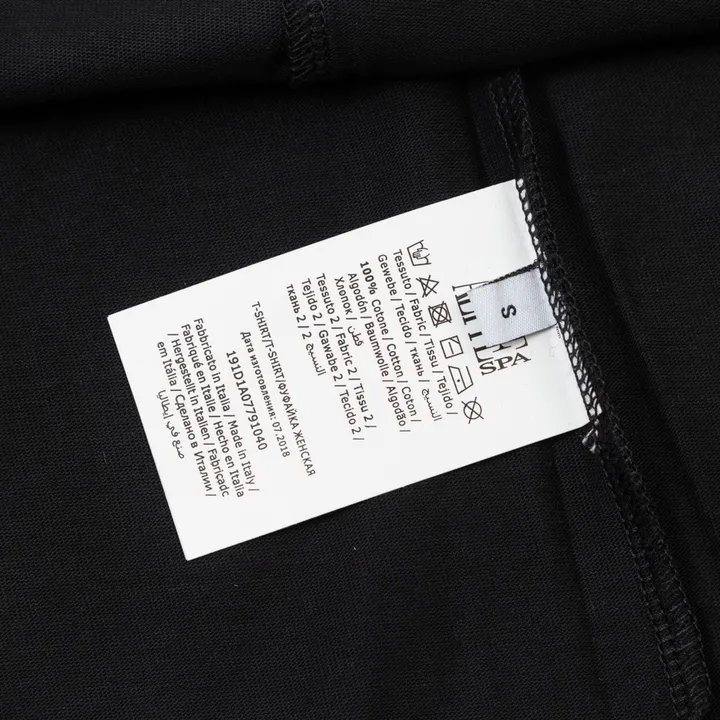 S
SPA
Tessuto / Fabric / Tissu / Tejido /
Gewebe / Tecido / ткань / النسيج
100% Cotone / Cotton / Coton /
Algodón / Baumwolle / Algodão /
Хлопок / قطن
Tessuto 2 / Fabric 2 / Tissu 2 /
Tejido 2 / Gawabe 2 / Tecido 2 /
ткань 2 / 2 النسيج
T-SHIRT/T-SHIRT/ФУФАЙКА ЖЕНСКАЯ
Дата изготовления: 07.2018
191D1A07791040
Fabbricato in Italia / Made in Italy /
Fabriqué en Italie / Hecho en Italia
/ Hergestellt in Italien / Fabricado
em Itália / Сделано в Италии /
صنع في إيطاليا